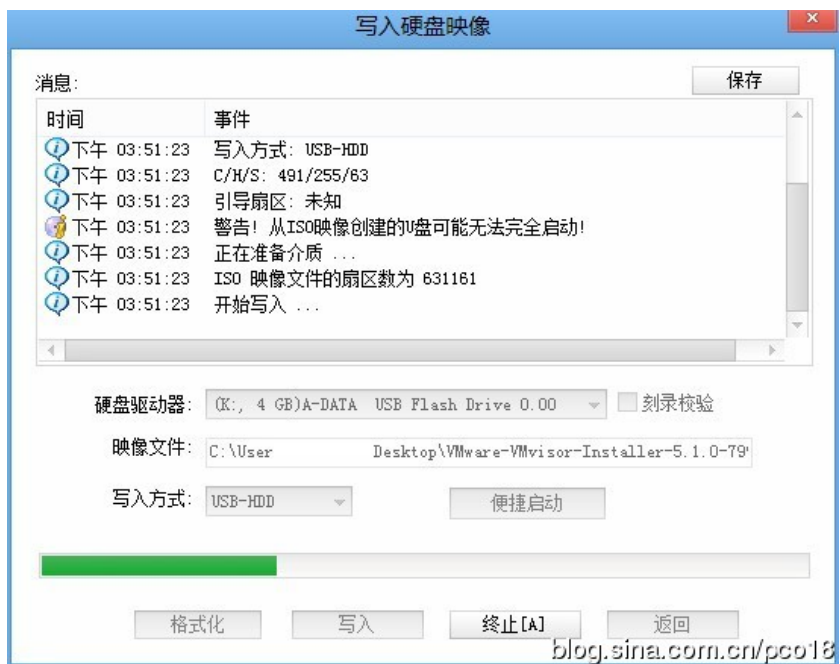 写入硬盘映像
消息:
保存
时间 事件
下午 03:51:23 写入方式: USB-HDD
下午 03:51:23 C/H/S: 491/255/63
下午 03:51:23 引导扇区: 未知
下午 03:51:23 警告! 从ISO映像创建的U盘可能无法完全启动!
下午 03:51:23 正在准备介质 ...
下午 03:51:23 ISO 映像文件的扇区数为 631161
下午 03:51:23 开始写入 ...
硬盘驱动器: (K:, 4 GB)A-DATA USB Flash Drive 0.00 刻录校验
映像文件: C:\User Desktop\VMware-VMvisor-Installer-5.1.0-79
写入方式: USB-HDD 便捷启动
格式化 写入 终止[A] 返回
blog.sina.com.cn/pco18